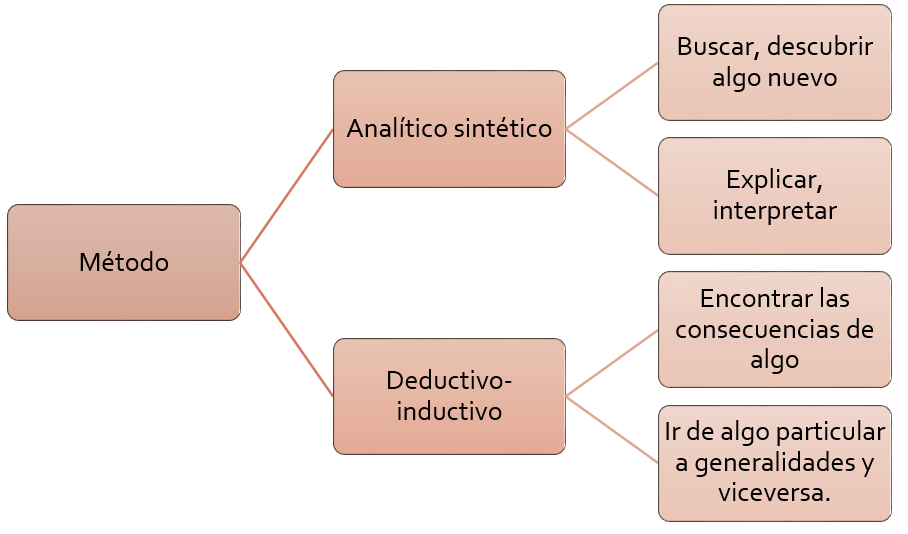 Método
Analítico sintético
Buscar, descubrir
algo nuevo
Explicar,
interpretar
Deductivo-
inductivo
Encontrar las
consecuencias de
algo
Ir de algo particular
a generalidades y
viceversa.